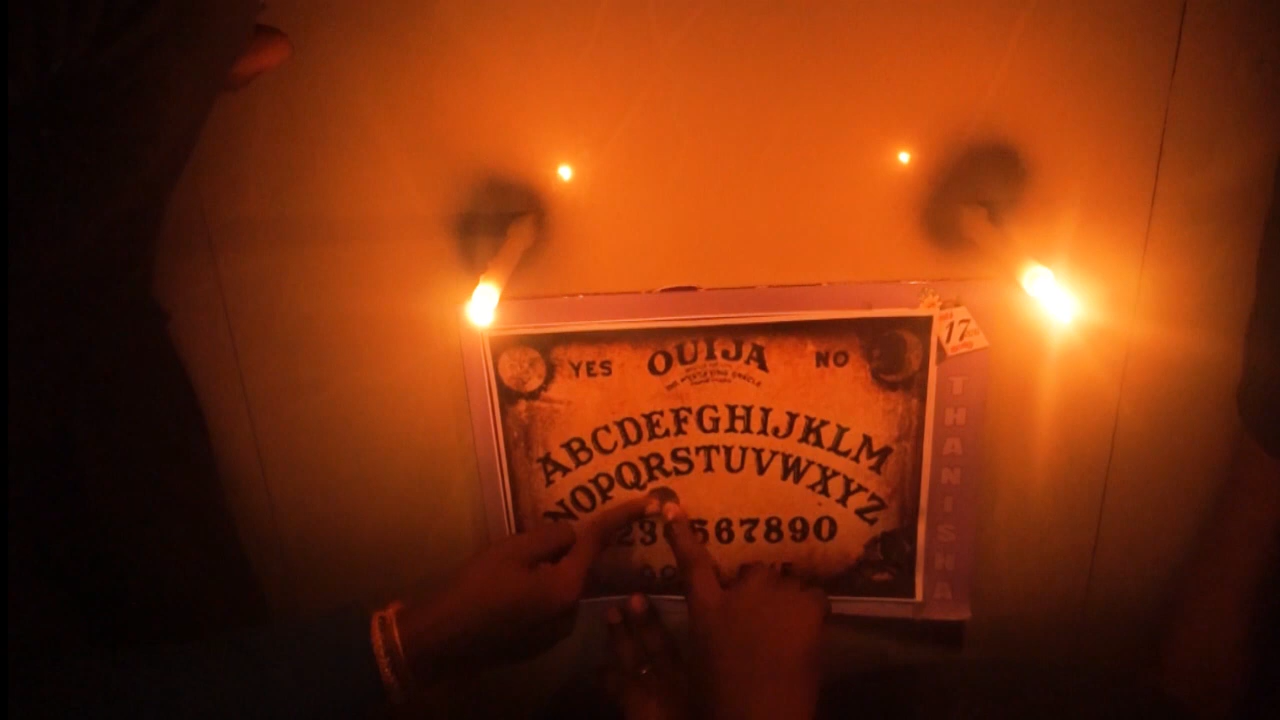 YES OUIJA NO
ABCDEFGHIJKLM
NOPQRSTUVWXYZ
567890
17
THANISHA